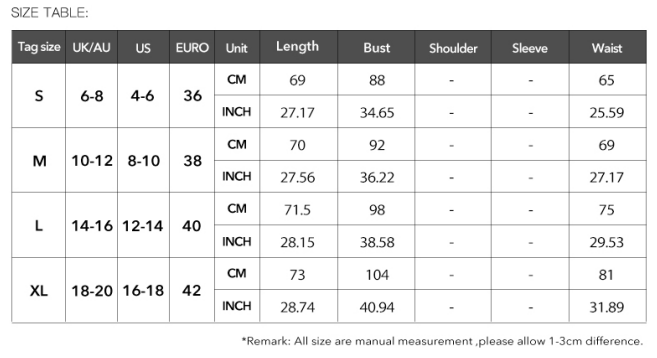 SIZE TABLE:
Tag size UK/AU US EURO Unit Length Bust Shoulder Sleeve Waist
S 6-8 4-6 36 CM 69 88 - - 65
INCH 27.17 34.65 - - 25.59
M 10-12 8-10 38 CM 70 92 - - 69
INCH 27.56 36.22 - - 27.17
L 14-16 12-14 40 CM 71.5 98 - - 75
INCH 28.15 38.58 - - 29.53
XL 18-20 16-18 42 CM 73 104 - - 81
INCH 28.74 40.94 - - 31.89
*Remark: All size are manual measurement ,please allow 1-3cm difference.